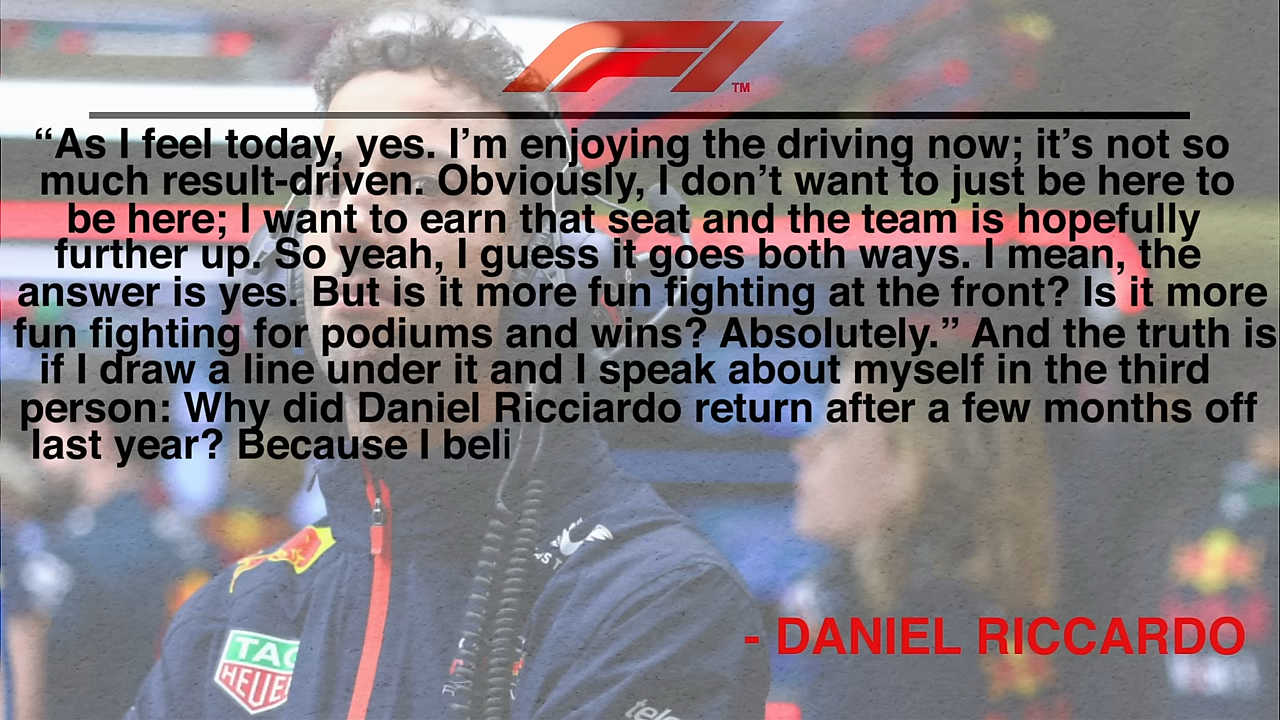 F1
TM
“As I feel today, yes. I’m enjoying the driving now; it’s not so
much result-driven. Obviously, I don’t want to just be here to
be here; I want to earn that seat and the team is hopefully
further up. So yeah, I guess it goes both ways. I mean, the
answer is yes. But is it more fun fighting at the front? Is it more
fun fighting for podiums and wins? Absolutely.” And the truth is
if I draw a line under it and I speak about myself in the third
person: Why did Daniel Ricciardo return after a few months off
last year? Because I beli
- DANIEL RICCARDO
TAG
HEUER